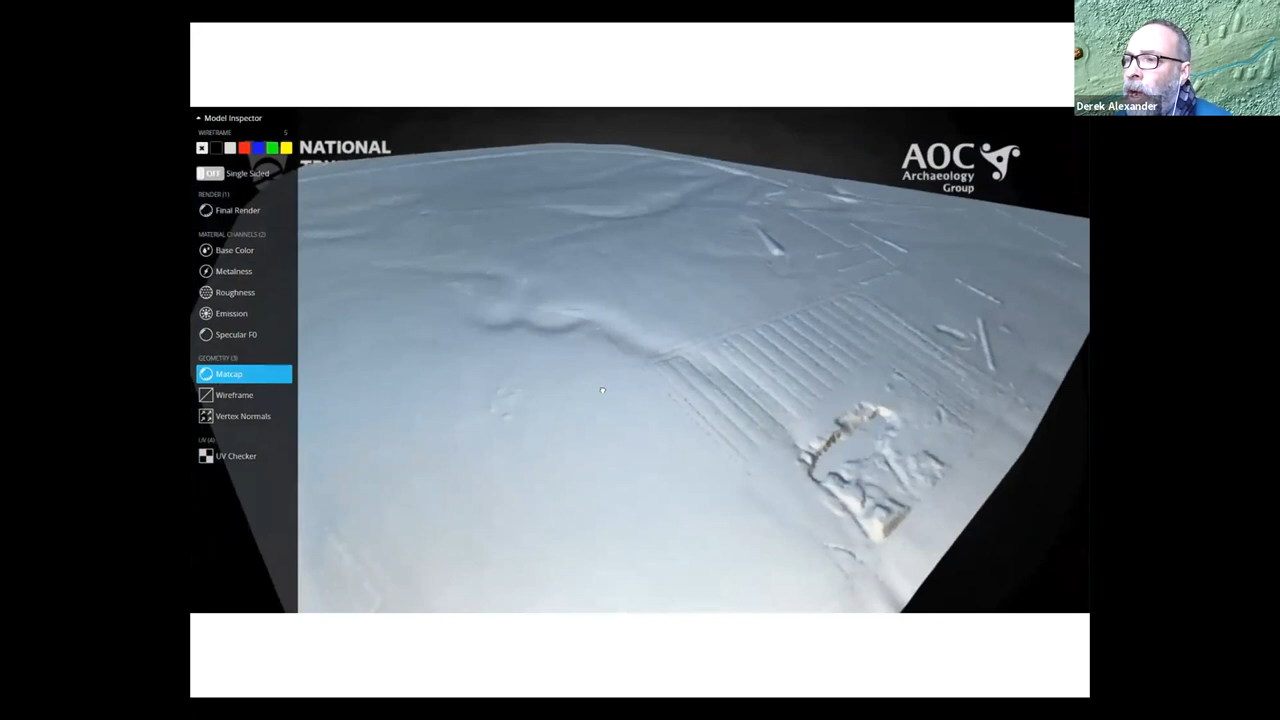 Derek Alexander
Model Inspector
WIREFRAME 5
OFF Single Sided
RENDER (1)
Final Render
MATERIAL CHANNELS (2)
Base Color
Metalness
Roughness
Emission
Specular F0
GEOMETRY (3)
Matcap
Wireframe
Vertex Normals
UV (4)
UV Checker
NATIONAL
AOC
Archaeology
Group